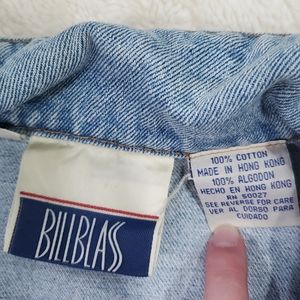 BILLBLASS
100% COTTON
MADE IN HONG KONG
100% ALGODON
HECHO EN HONG KONG
RN 50027
SEE REVERSE FOR CARE
VER AL DORSO PARA
CUIDADO